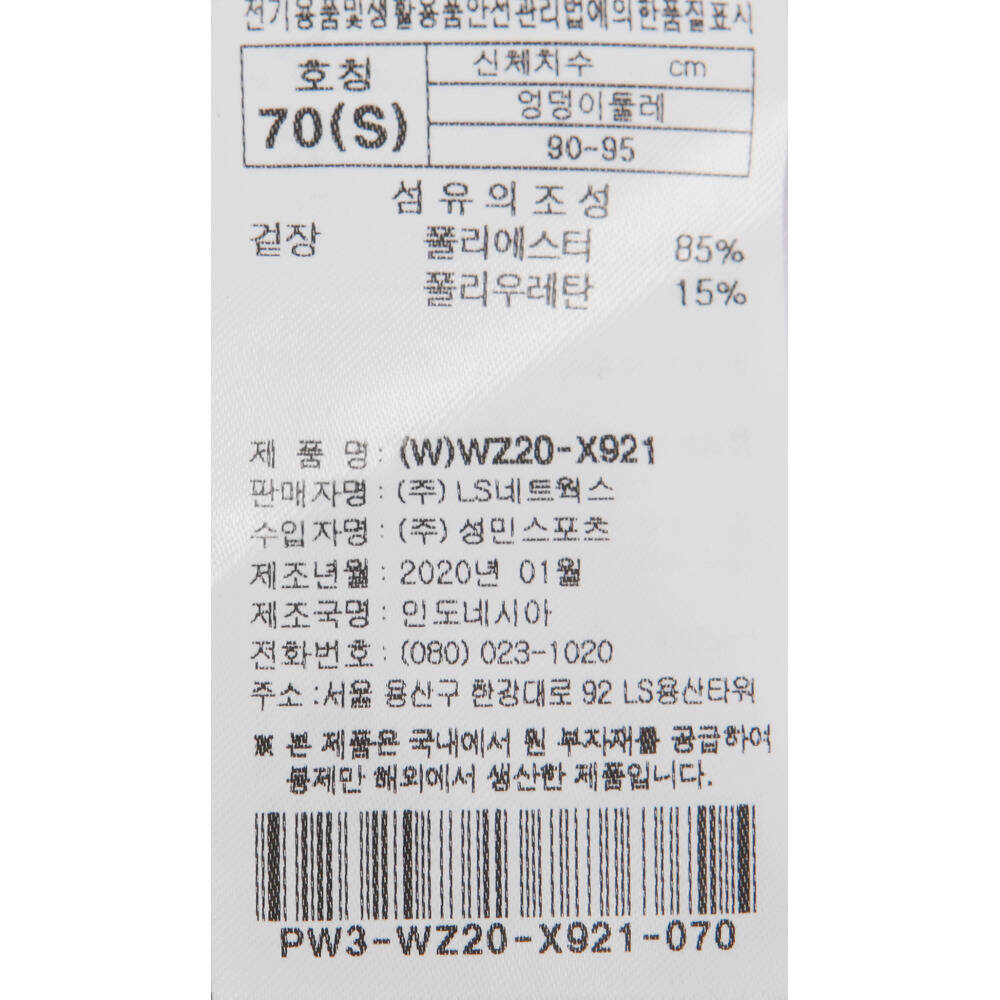 전기용품및생활용품안전관리법에의한품질표시
호칭
70(S)
신체치수 cm
엉덩이둘레
90-95
섬유의조성
겉장 폴리에스터 85%
폴리우레탄 15%
제 품 명 : (W)WZ20-X921
판매자명 : (주) LS네트웍스
수입자명 : (주) 성민스포츠
제조년월 : 2020년 01월
제조국명 : 인도네시아
전화번호 : (080) 023-1020
주소 :서울 용산구 한강대로 92 LS용산타워
※ 본 제품은 국내에서 원 부자재를 공급하여
봉제만 해외에서 생산한 제품입니다.
PW3-WZ20-X921-070